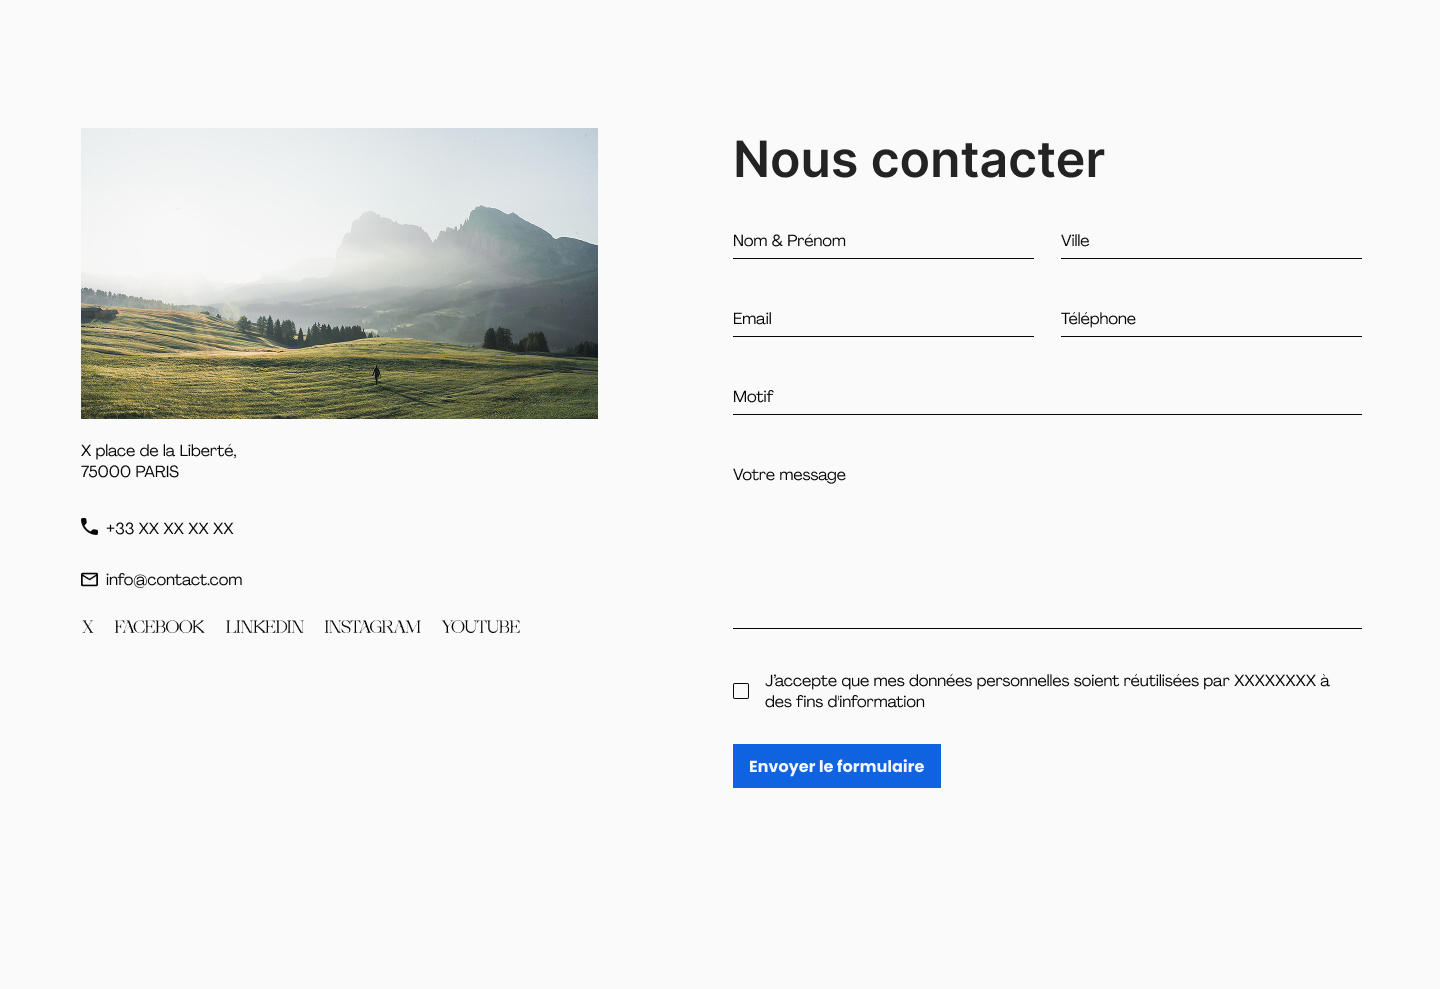 X place de la Liberté,
75000 PARIS
+33 XX XX XX XX
info@contact.com
X FACEBOOK LINKEDIN INSTAGRAM YOUTUBE
Nous contacter
Nom & Prénom
Ville
Email
Téléphone
Motif
Votre message
J’accepte que mes données personnelles soient réutilisées par XXXXXXXX à
des fins d'information
Envoyer le formulaire